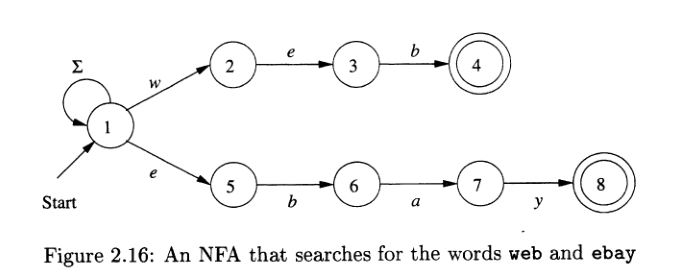 e b
Σ w 2 3 4
1
e 5 6 7 8
Start b a y
Figure 2.16: An NFA that searches for the words web and ebay